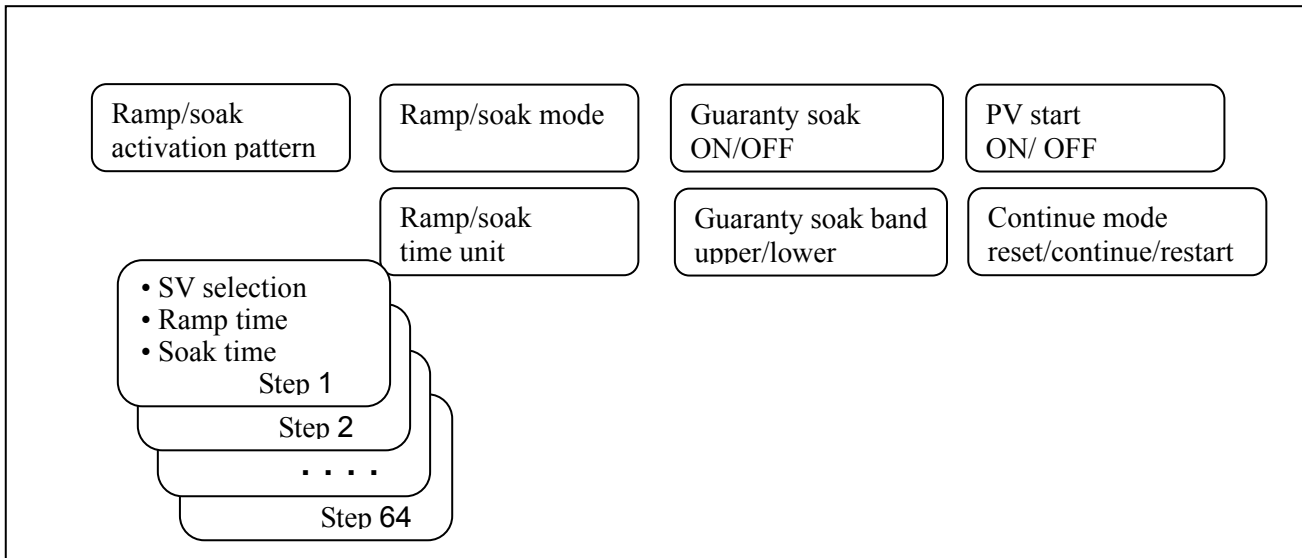 Ramp/soak
activation pattern
Ramp/soak mode
Guaranty soak
ON/OFF
PV start
ON/ OFF
Ramp/soak
time unit
Guaranty soak band
upper/lower
Continue mode
reset/continue/restart
• SV selection
• Ramp time
• Soak time
Step 1
Step 2
. . . .
Step 64